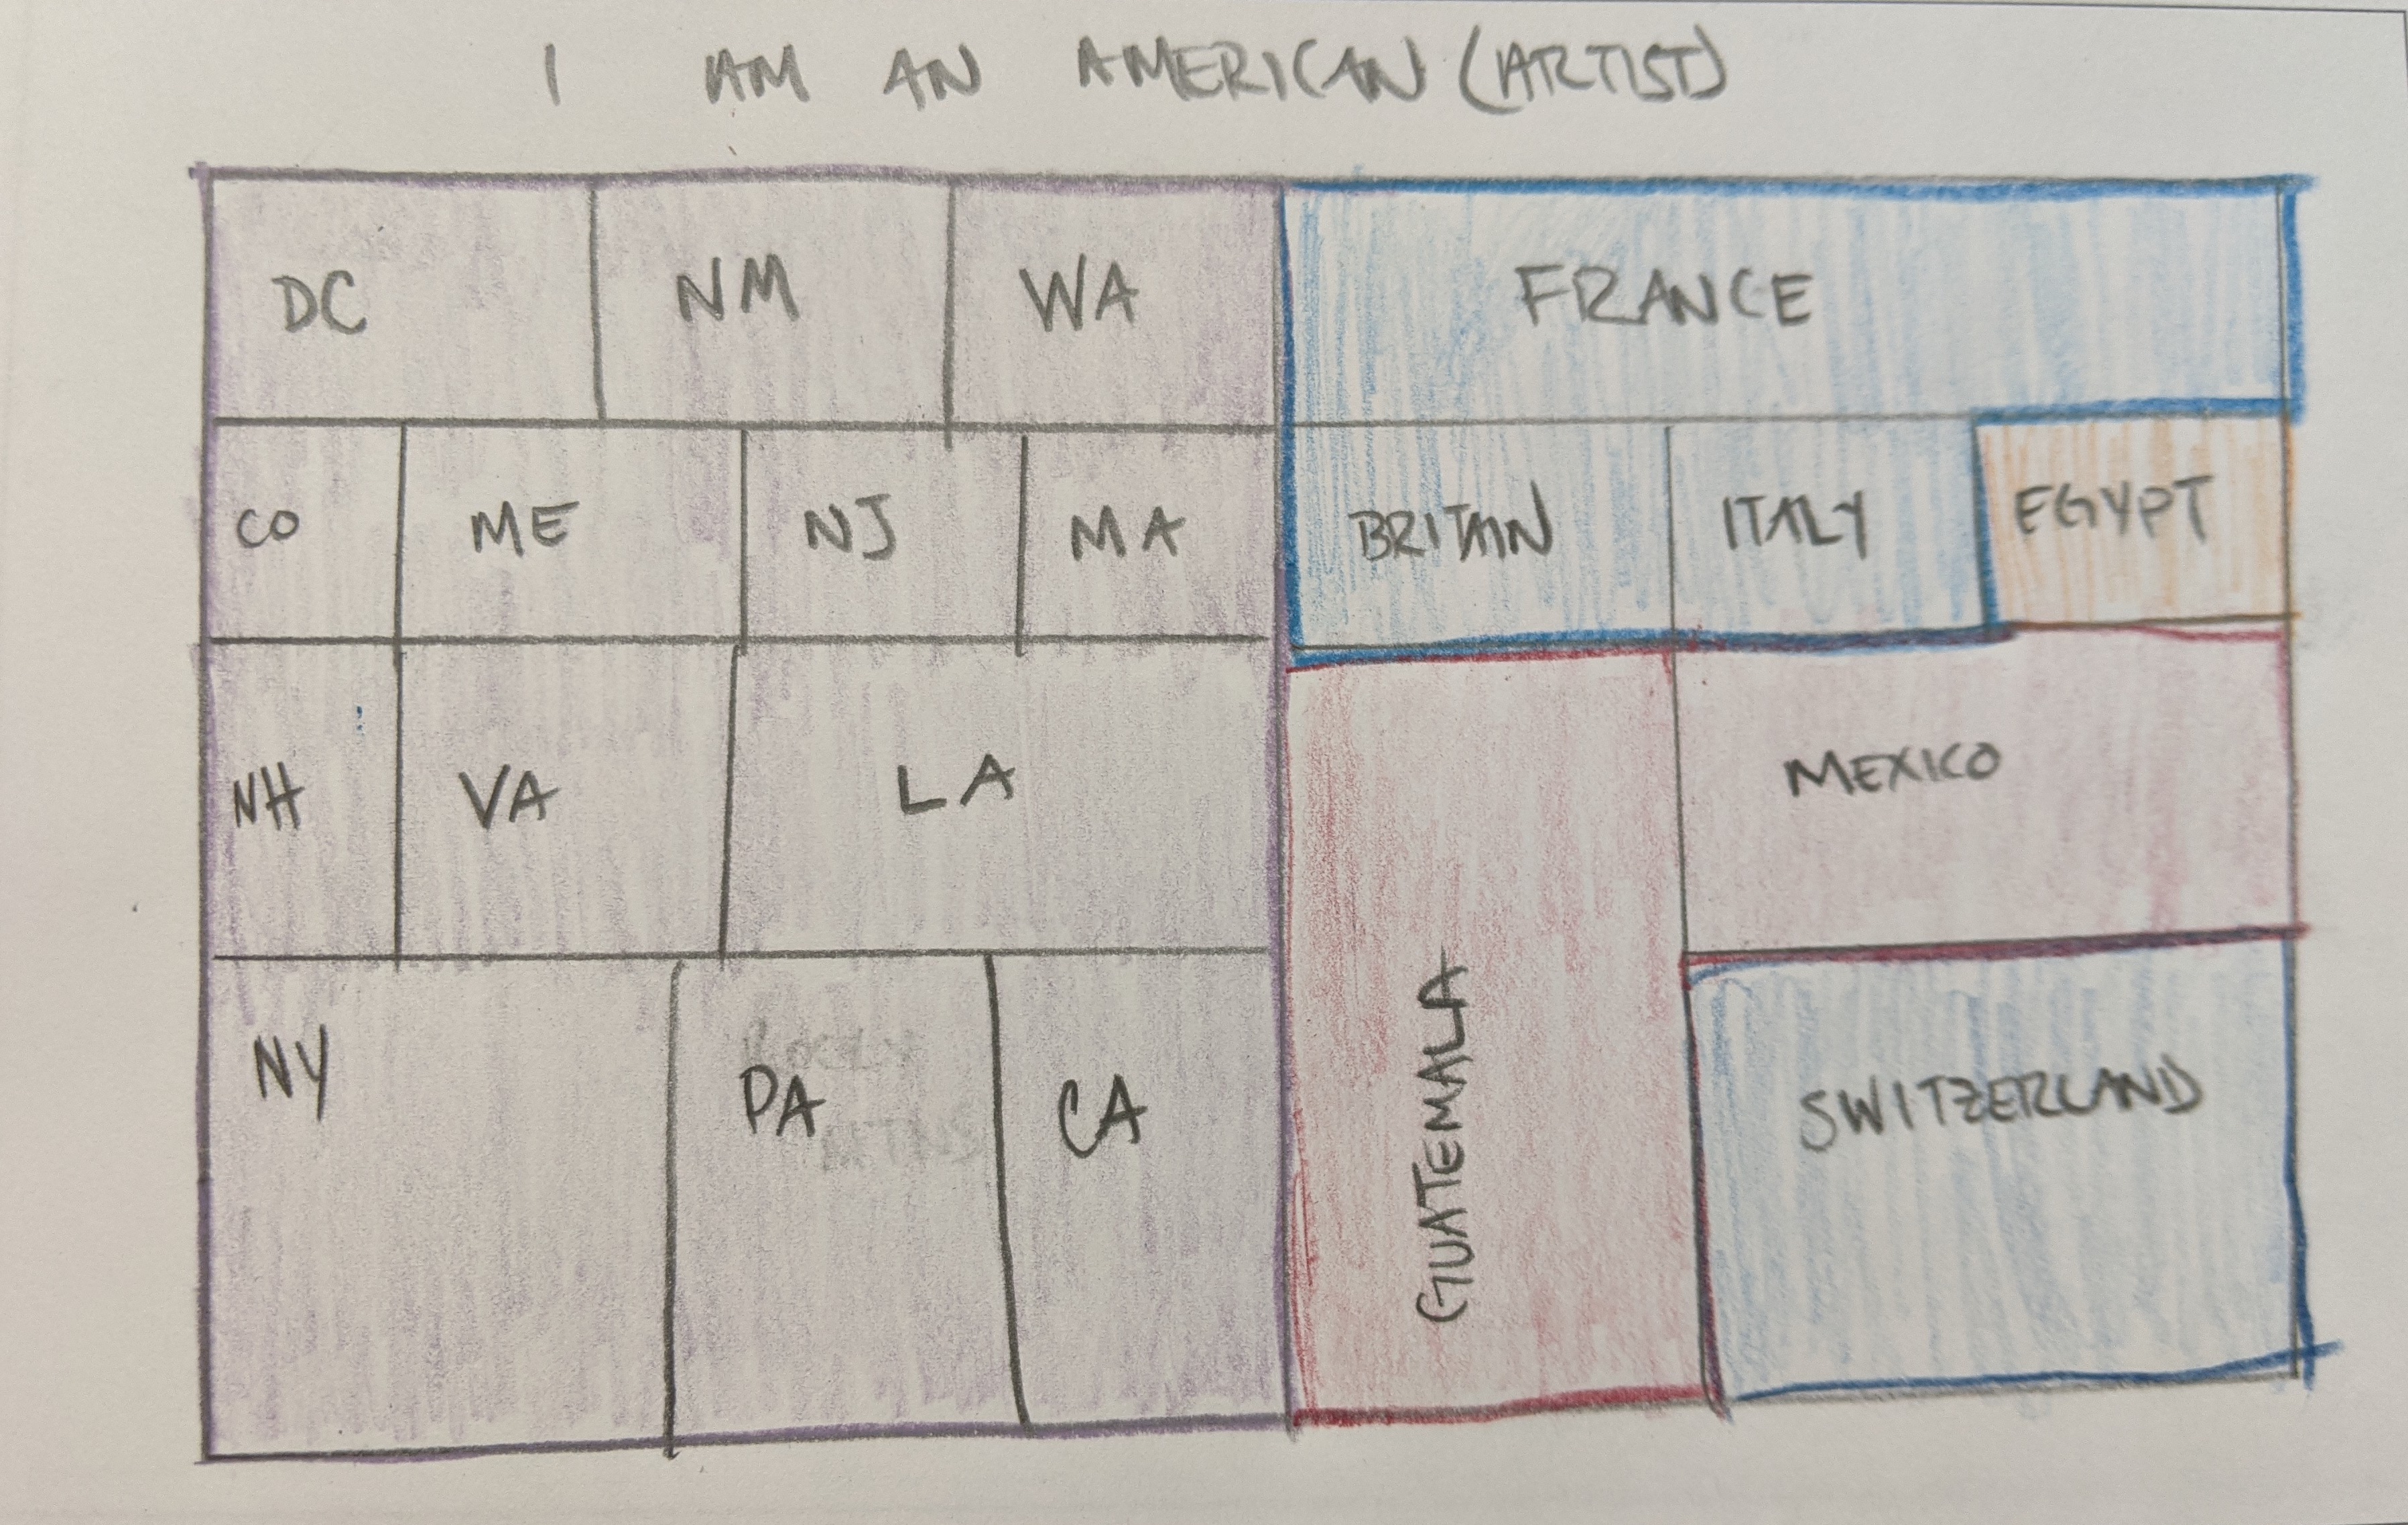 I AM AN AMERICAN (ARTIST)
DC NM WA FRANCE
CO ME NJ MA BRITAIN ITALY EGYPT
NH VA LA MEXICO
NY PA CA GUATEMALA SWITZERLAND